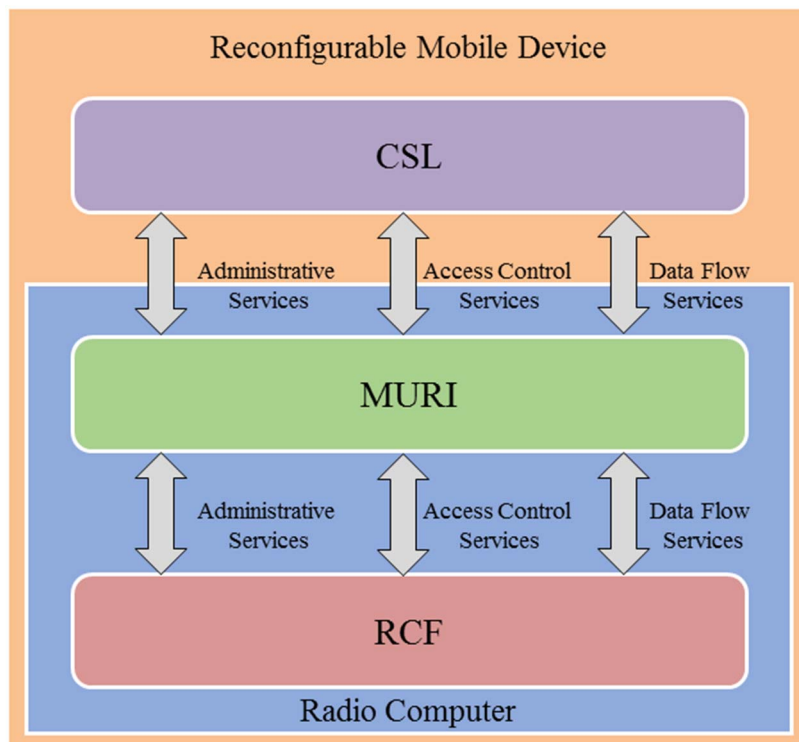 Reconfigurable Mobile Device
CSL
Administrative
Services
Access Control
Services
Data Flow
Services
MURI
Administrative
Services
Access Control
Services
Data Flow
Services
RCF
Radio Computer